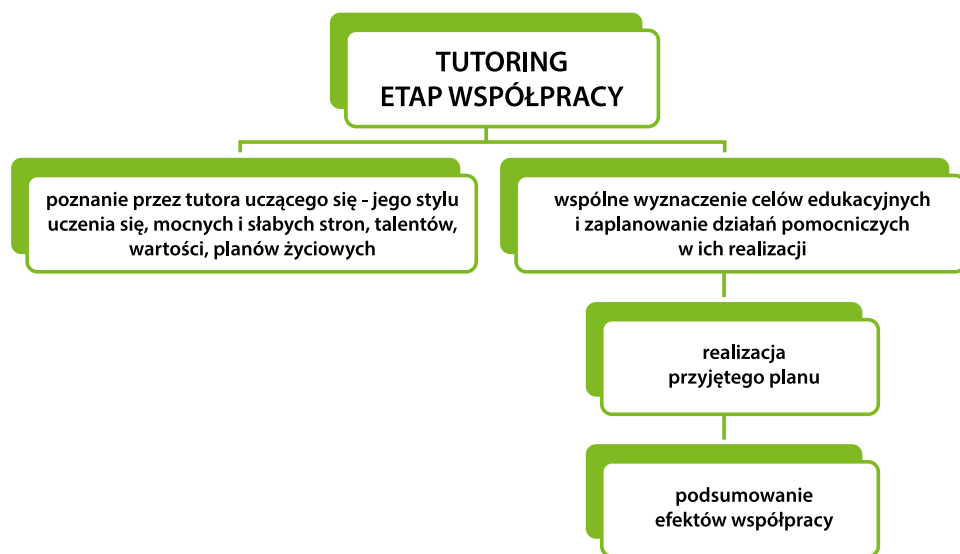 TUTORING
ETAP WSPÓŁPRACY
poznanie przez tutora uczącego się - jego stylu
uczenia się, mocnych i słabych stron, talentów,
wartości, planów życiowych
wspólne wyznaczenie celów edukacyjnych
i zaplanowanie działań pomocniczych
w ich realizacji
realizacja
przyjętego planu
podsumowanie
efektów współpracy